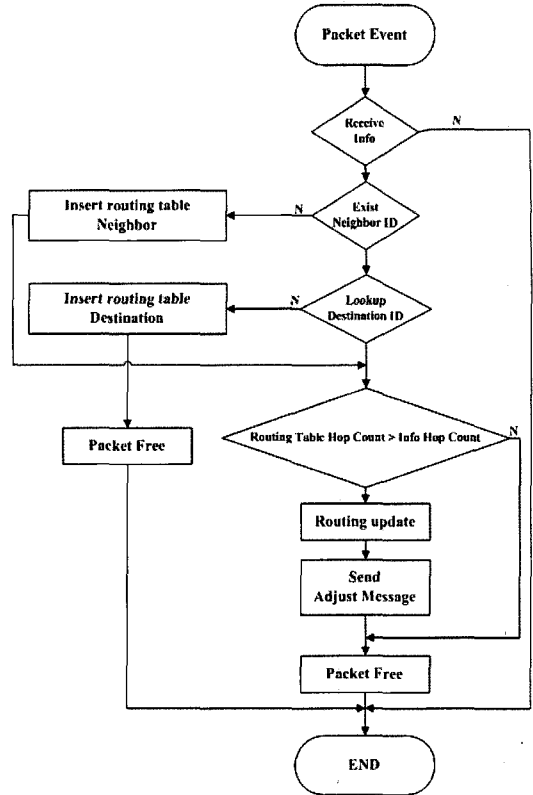 Packet Event
Receive
Info
N
Insert routing table
Neighbor
N
Exist
Neighbor ID
Insert routing table
Destination
N
Lookup
Destination ID
Packet Free
Routing Table Hop Count > Info Hop Count
N
Routing update
Send
Adjust Message
Packet Free
END